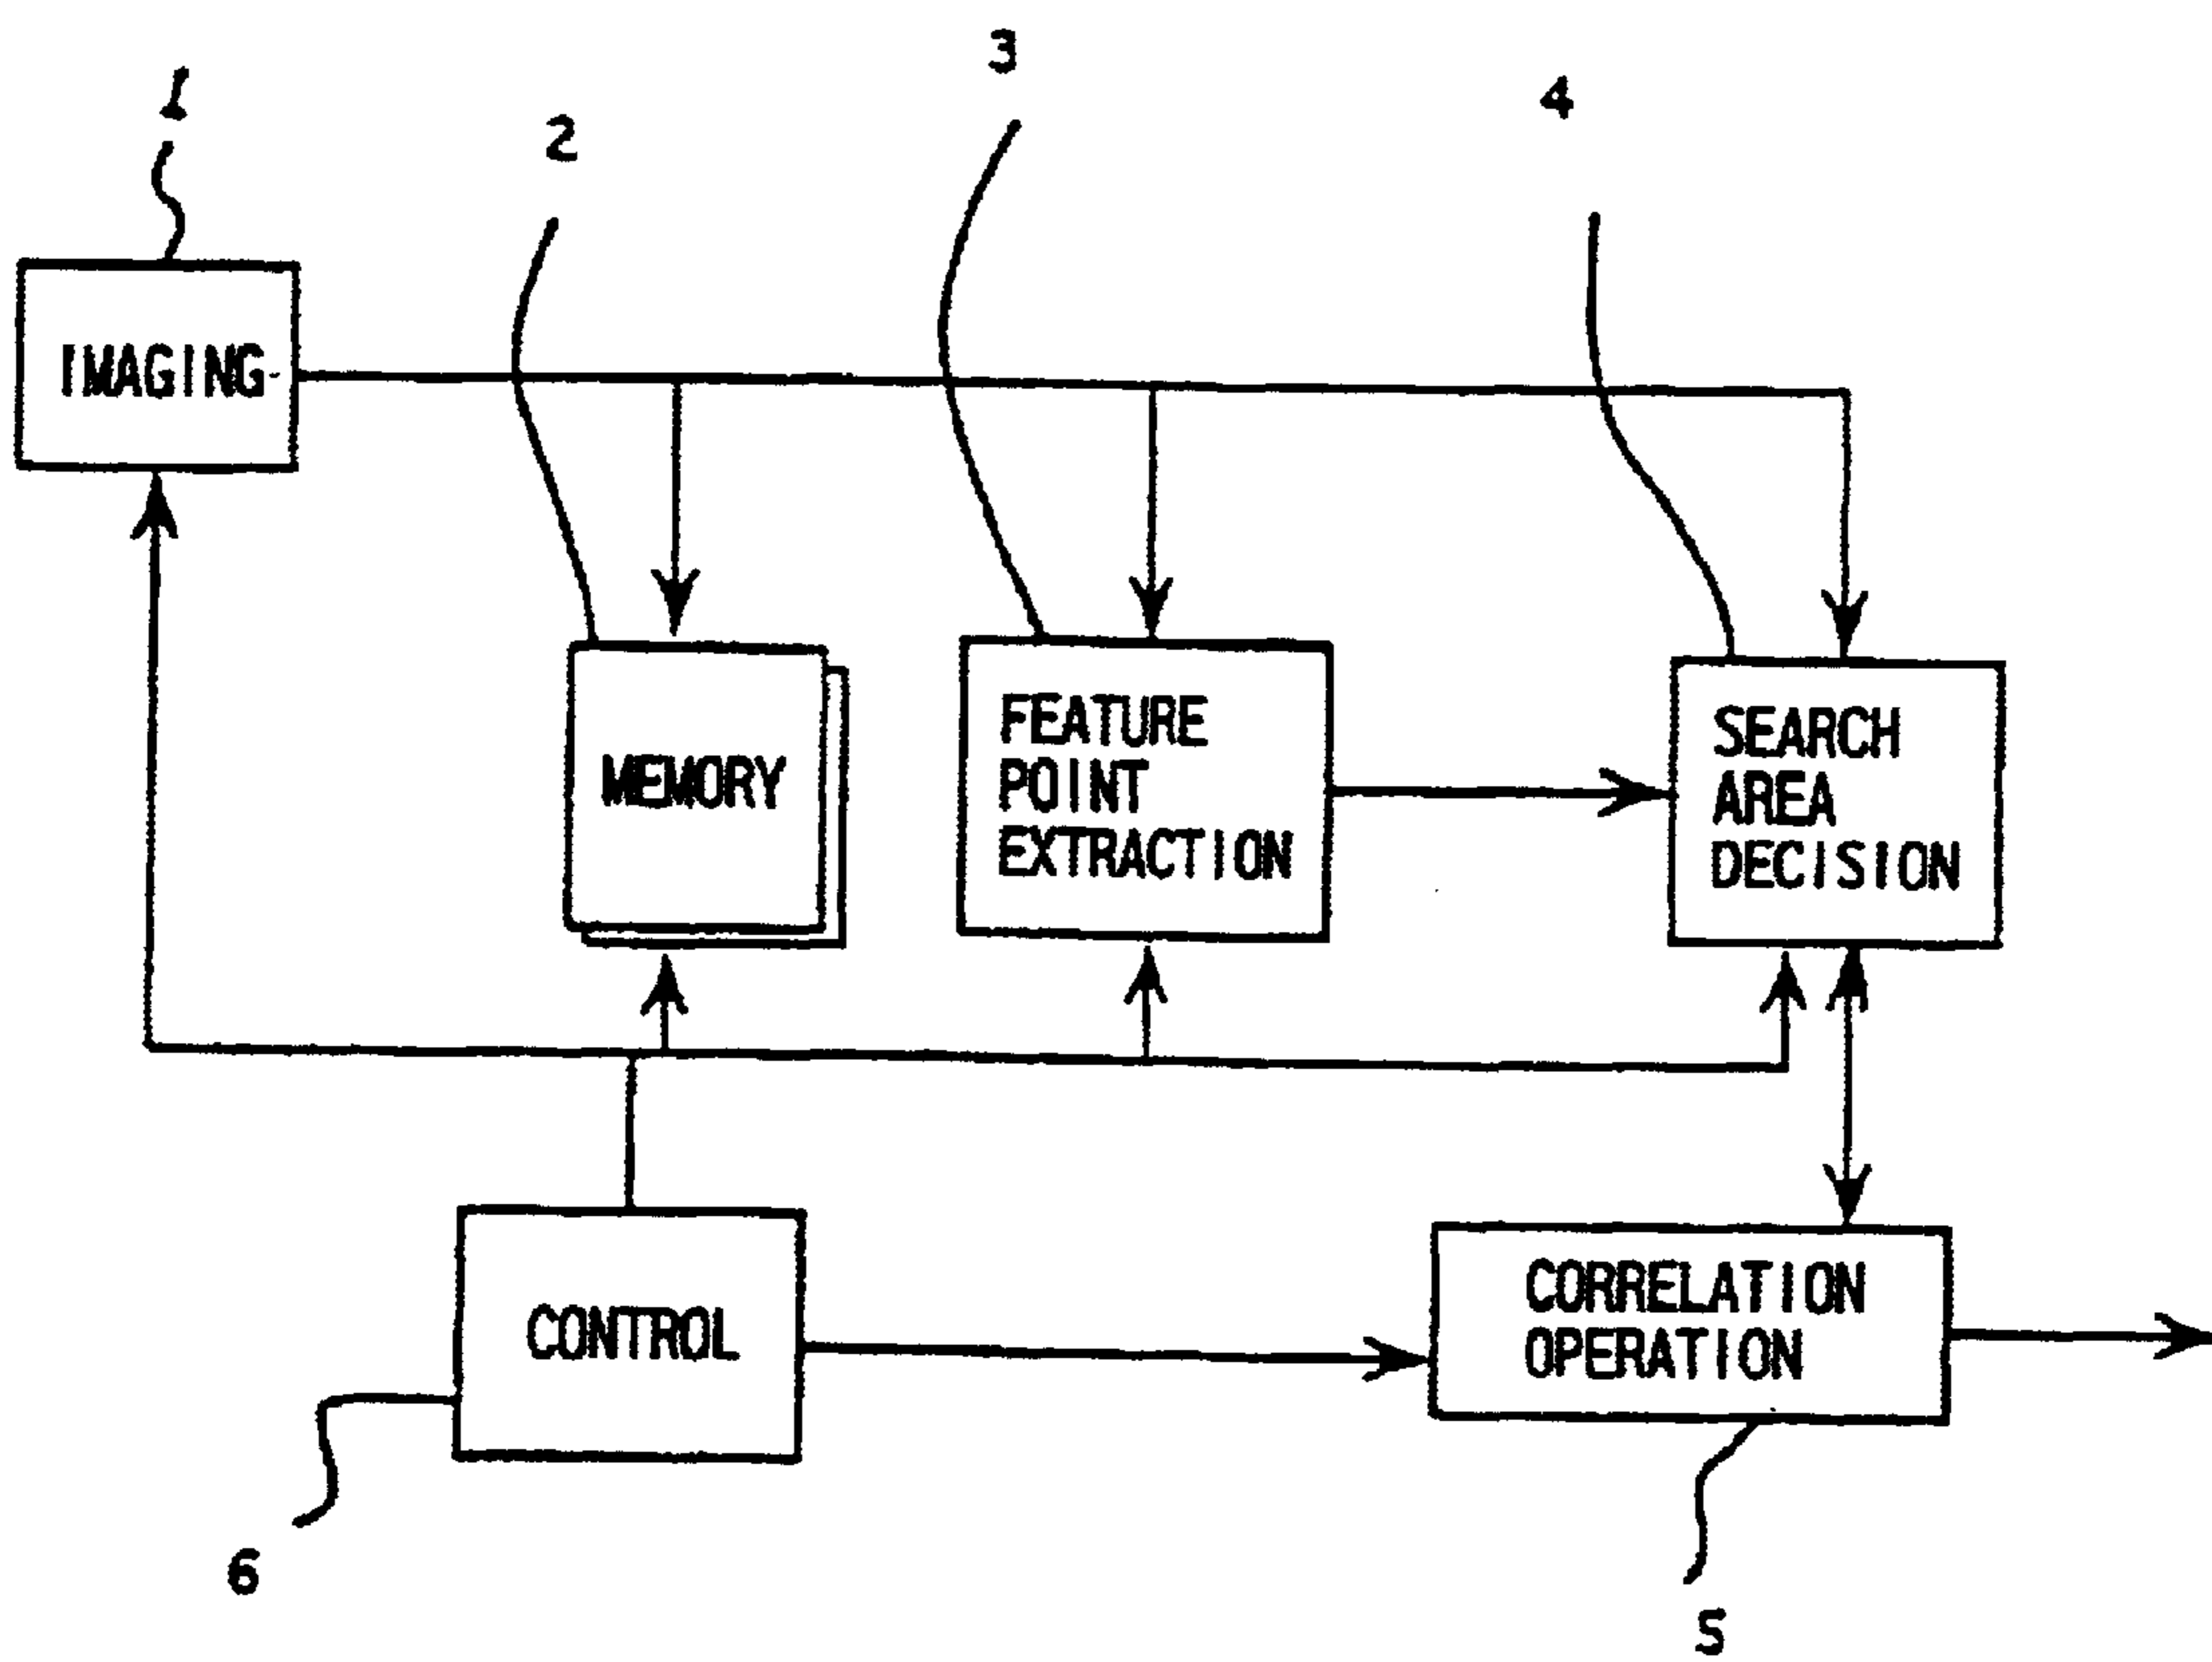 1
2
3
4
IMAGING
MEMORY
FEATURE
POINT
EXTRACTION
SEARCH
AREA
DECISION
CONTROL
CORRELATION
OPERATION
6
5